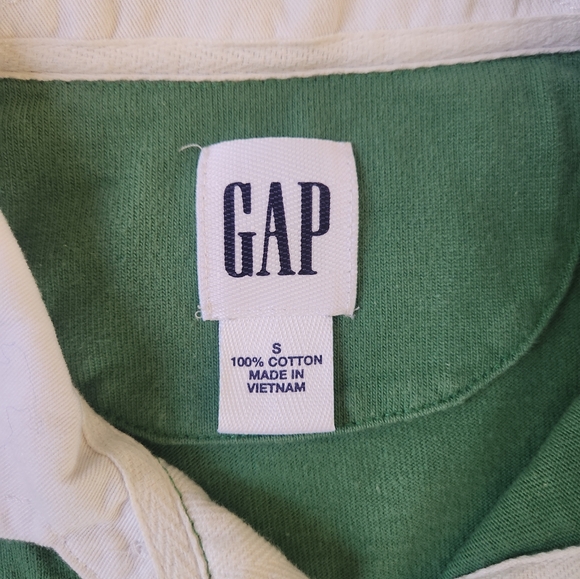 GAP
S
100% COTTON
MADE IN
VIETNAM